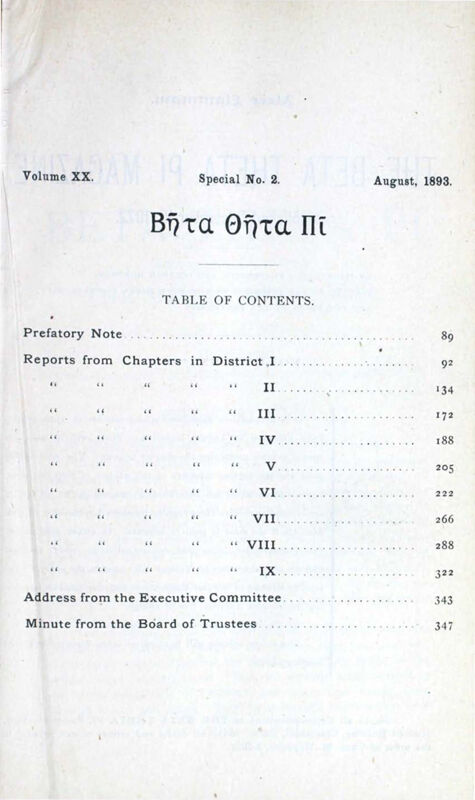 Volume XX. Special No. 2. August, 1893.
Βῆτα Θῆτα Πῖ
TABLE OF CONTENTS.
Prefatory Note 89
Reports from Chapters in District I 92
“ “ “ “ “ II 134
“ “ “ “ “ III 172
“ “ “ “ “ IV 188
“ “ “ “ “ V 205
“ “ “ “ “ VI 222
“ “ “ “ “ VII 266
“ “ “ “ “ VIII 288
“ “ “ “ “ IX 322
Address from the Executive Committee 343
Minute from the Board of Trustees 347